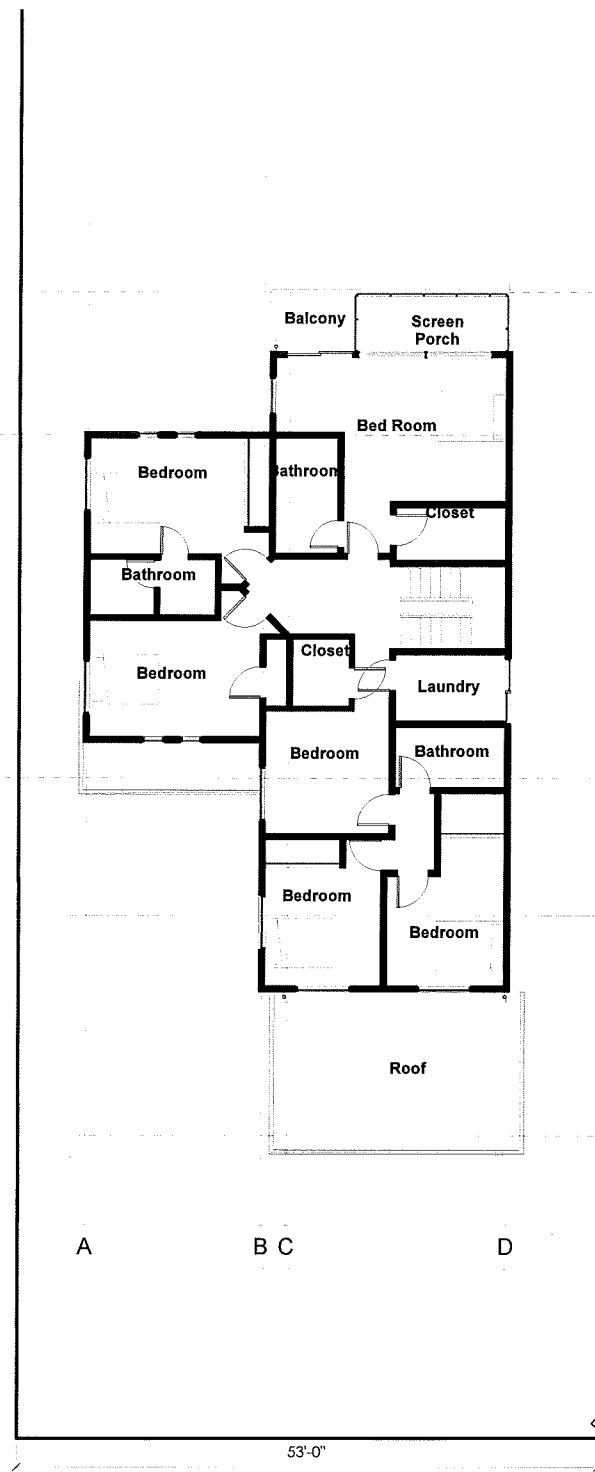 Balcony
Screen
Porch
Bed Room
Bedroom
Bathroom
Closet
Bathroom
Closet
Bedroom
Laundry
Bedroom
Bathroom
Bedroom
Bedroom
Roof
A B C D
53'-0"